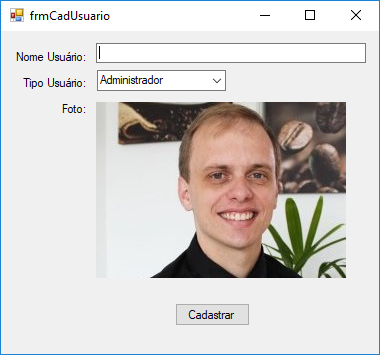 frmCadUsuario
Nome Usuário:
Tipo Usuário: Administrador
Foto:
Cadastrar